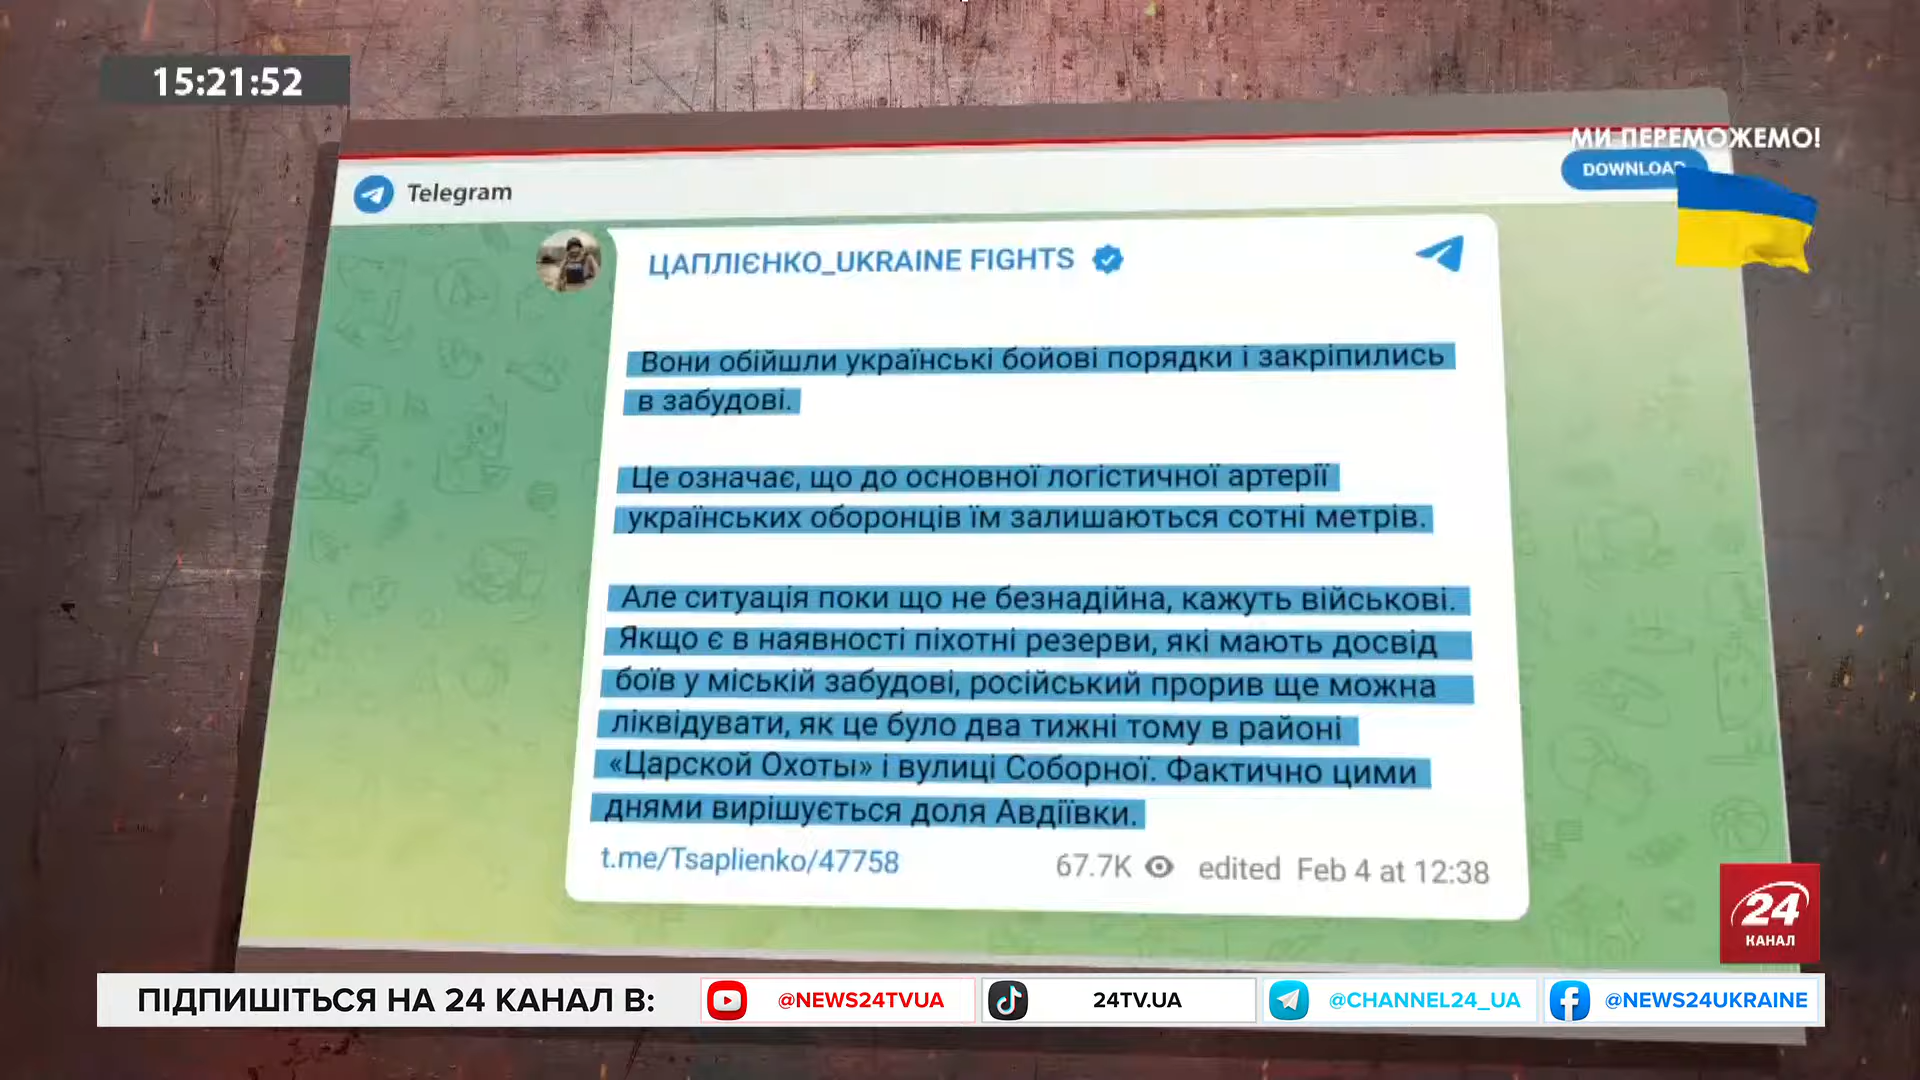 15:21:52
МИ ПЕРЕМОЖЕМО!
Telegram
DOWNLOAD
ЦАПЛІЄНКО_UKRAINE FIGHTS
Вони обійшли українські бойові порядки і закріпились
в забудові.
Це означає, що до основної логістичної артерії
українських оборонців їм залишаються сотні метрів.
Але ситуація поки що не безнадійна, кажуть військові.
Якщо є в наявності піхотні резерви, які мають досвід
боїв у міській забудові, російський прорив ще можна
ліквідувати, як це було два тижні тому в районі
«Царской Охоты» і вулиці Соборної. Фактично цими
днями вирішується доля Авдіївки.
t.me/Tsaplienko/47758
67.7K edited Feb 4 at 12:38
24
КАНАЛ
ПІДПИШІТЬСЯ НА 24 КАНАЛ В:
@NEWS24TVUA
24TV.UA
@CHANNEL24_UA
@NEWS24UKRAINE